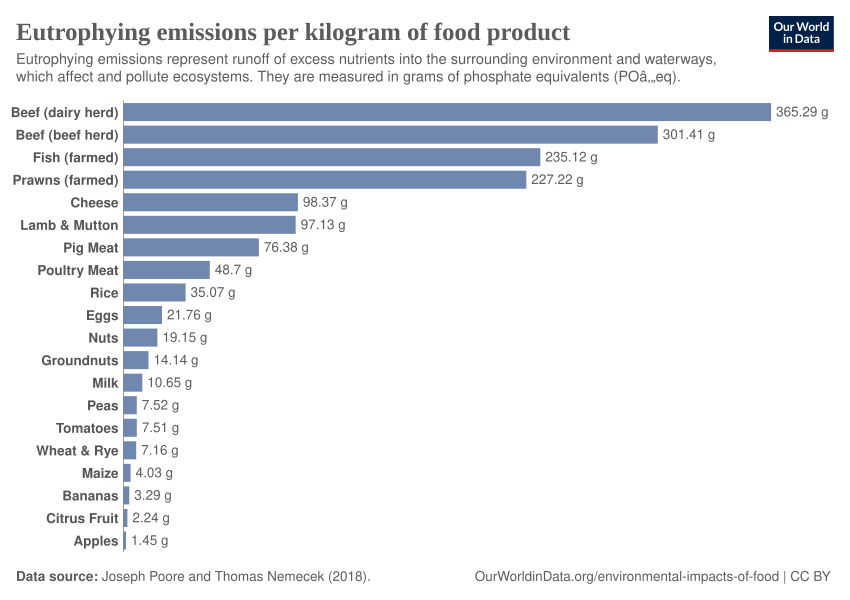 Eutrophying emissions per kilogram of food product
Our World
in Data
Eutrophying emissions represent runoff of excess nutrients into the surrounding environment and waterways,
which affect and pollute ecosystems. They are measured in grams of phosphate equivalents (POâ,,eq).
Beef (dairy herd) 365.29 g
Beef (beef herd) 301.41 g
Fish (farmed) 235.12 g
Prawns (farmed) 227.22 g
Cheese 98.37 g
Lamb & Mutton 97.13 g
Pig Meat 76.38 g
Poultry Meat 48.7 g
Rice 35.07 g
Eggs 21.76 g
Nuts 19.15 g
Groundnuts 14.14 g
Milk 10.65 g
Peas 7.52 g
Tomatoes 7.51 g
Wheat & Rye 7.16 g
Maize 4.03 g
Bananas 3.29 g
Citrus Fruit 2.24 g
Apples 1.45 g
Data source: Joseph Poore and Thomas Nemecek (2018). OurWorldinData.org/environmental-impacts-of-food | CC BY